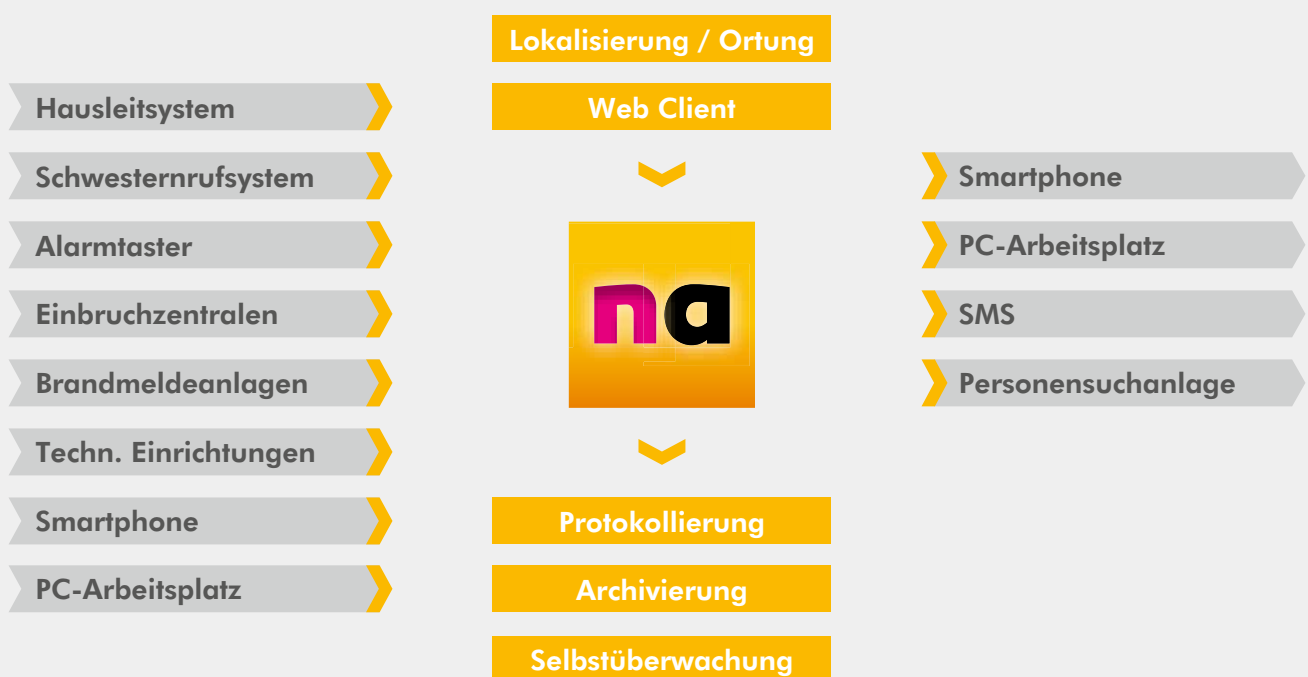 Lokalisierung / Ortung
Web Client
Hausleitsystem
Schwesternrufsystem
Alarmtaster
Einbruchzentralen
Brandmeldeanlagen
Techn. Einrichtungen
Smartphone
PC-Arbeitsplatz
na
Protokollierung
Archivierung
Selbstüberwachung
Smartphone
PC-Arbeitsplatz
SMS
Personensuchanlage